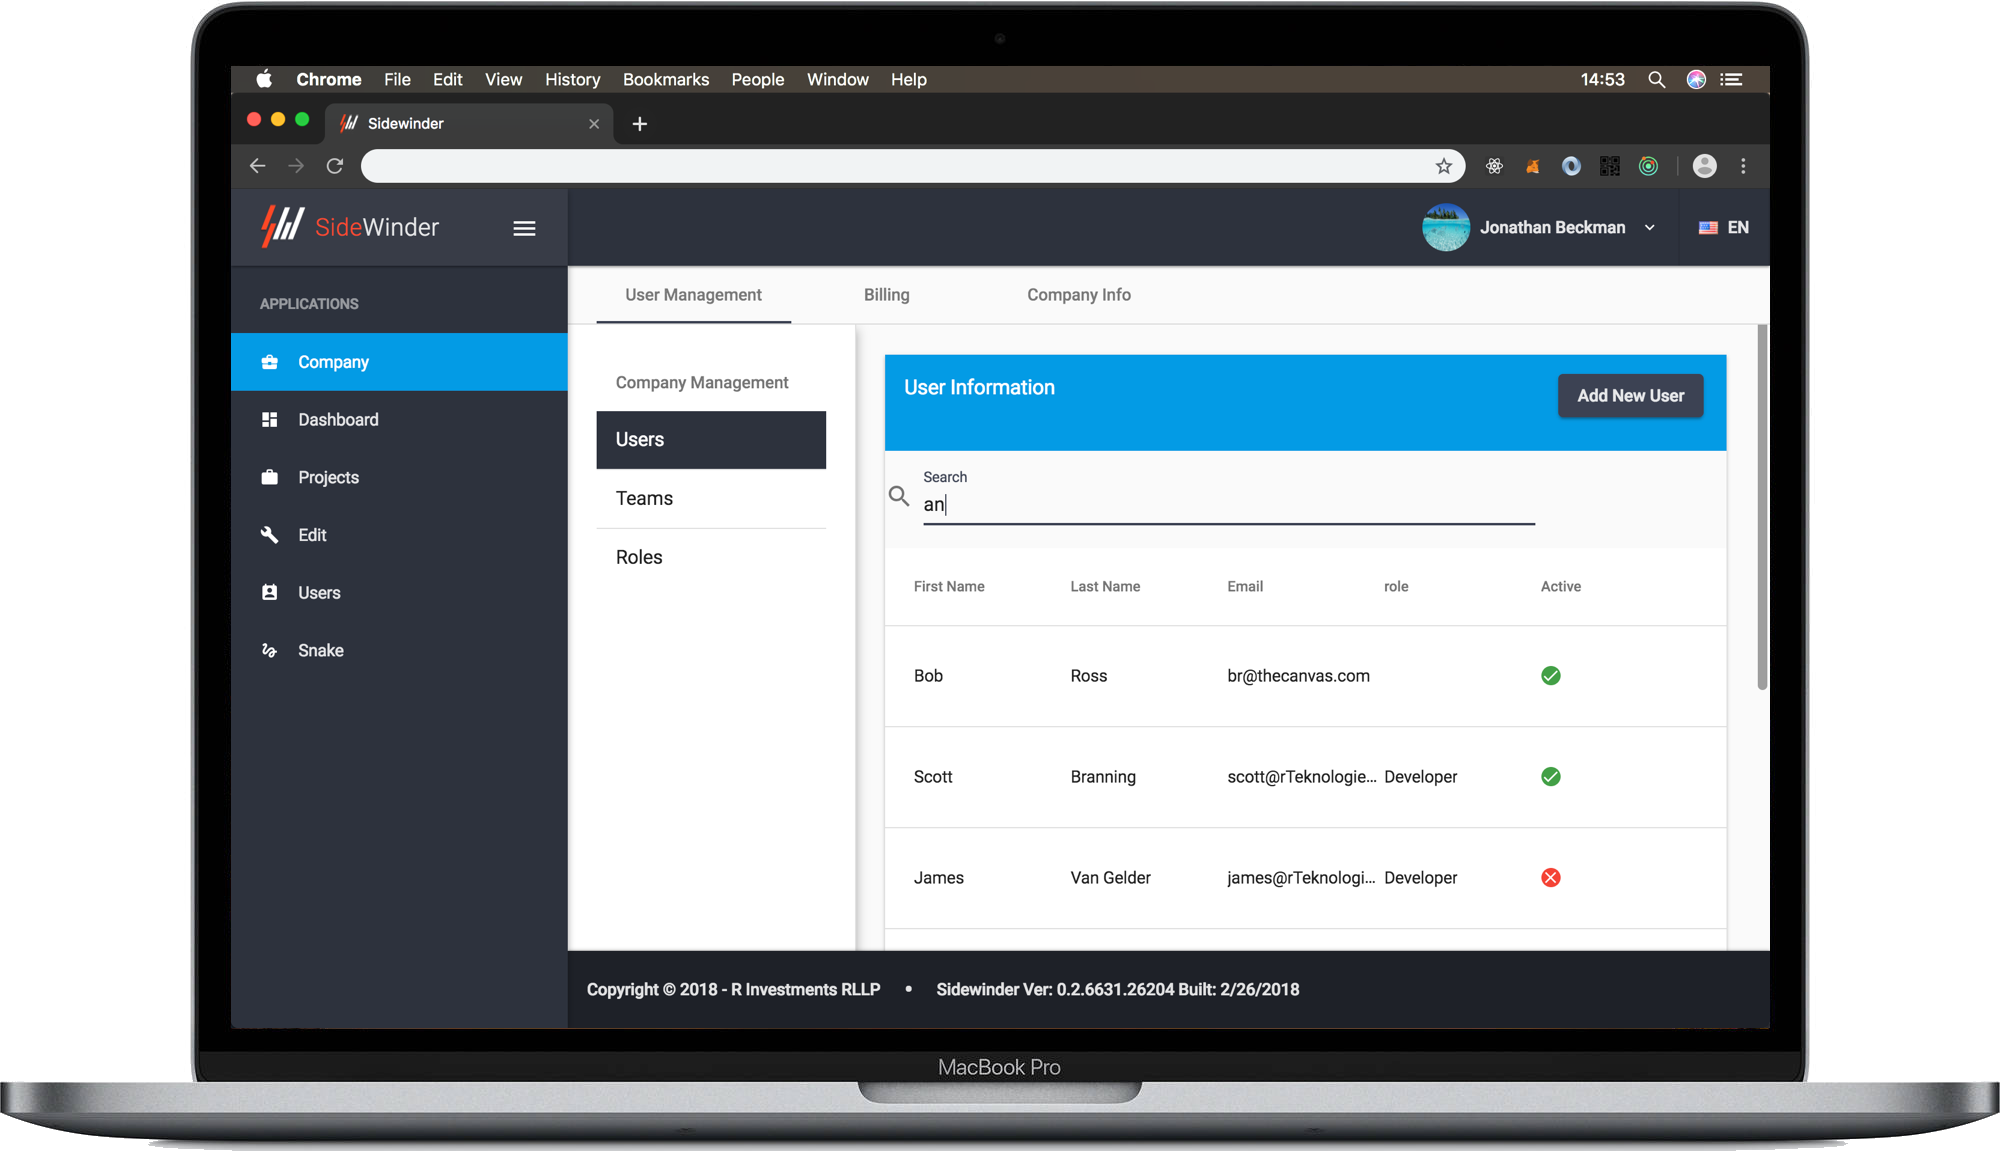 Chrome File Edit View History Bookmarks People Window Help 14:53
Sidewinder
SideWinder
Jonathan Beckman EN
APPLICATIONS
Company
Dashboard
Projects
Edit
Users
Snake
User Management Billing Company Info
Company Management
Users
Teams
Roles
User Information
Add New User
Search
an
First Name Last Name Email role Active
Bob Ross br@thecanvas.com
Scott Branning scott@rTeknologie... Developer
James Van Gelder james@rTeknologi... Developer
Copyright © 2018 - R Investments RLLP • Sidewinder Ver: 0.2.6631.26204 Built: 2/26/2018
MacBook Pro